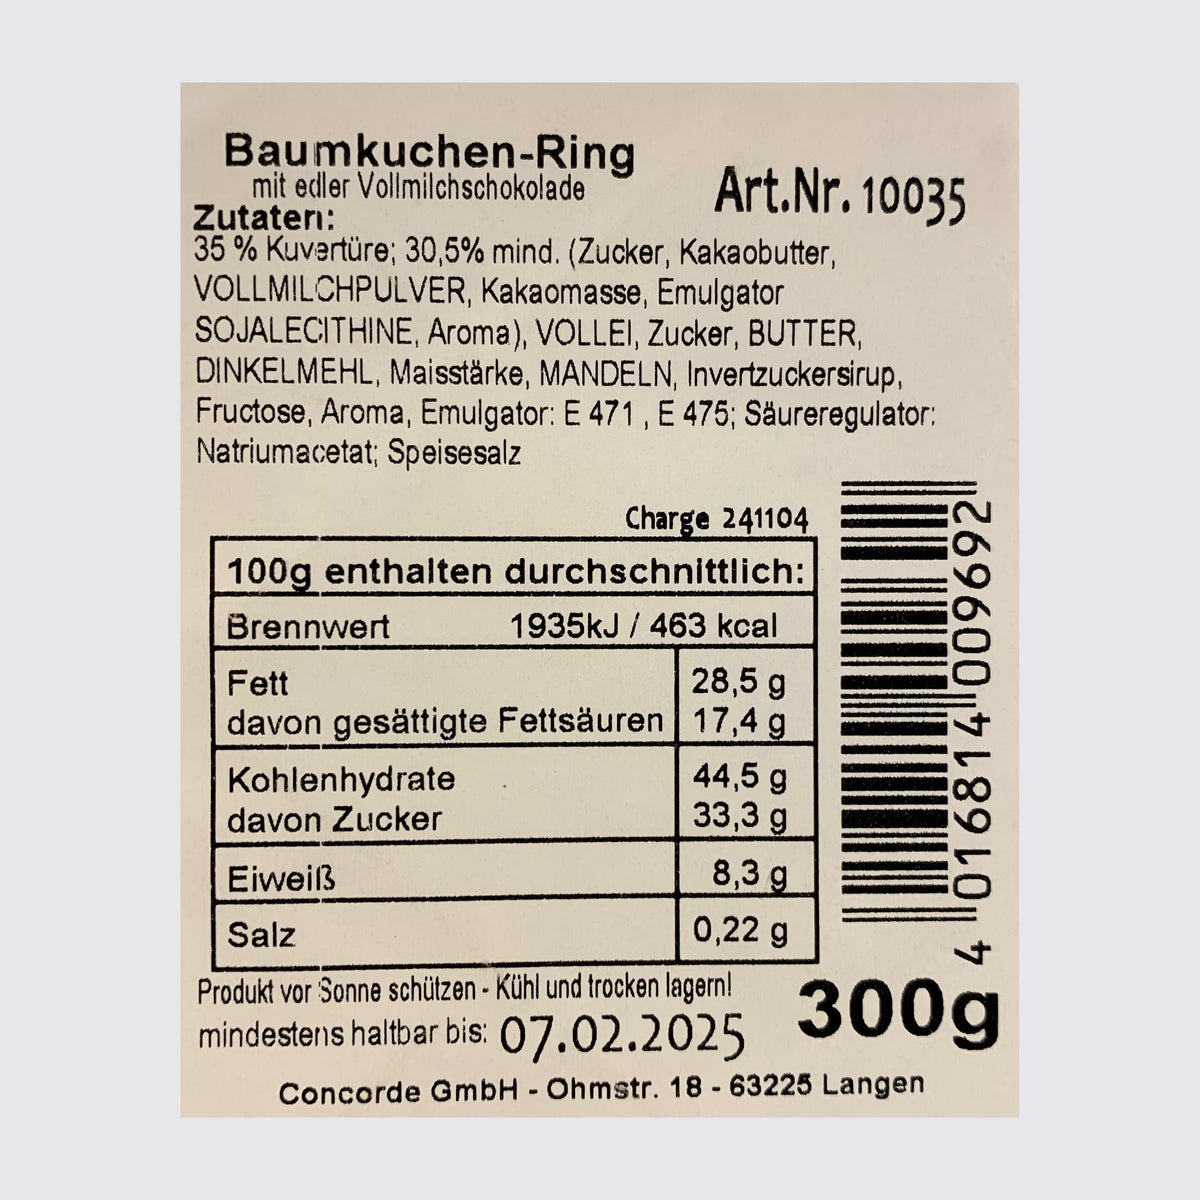 Baumkuchen-Ring
mit edler Vollmilchschokolade
Art.Nr. 10035
Zutaten:
35 % Kuvertüre; 30,5% mind. (Zucker, Kakaobutter,
VOLLMILCHPULVER, Kakaomasse, Emulgator
SOJALECITHINE, Aroma), VOLLEI, Zucker, BUTTER,
DINKELMEHL, Maisstärke, MANDELN, Invertzuckersirup,
Fructose, Aroma, Emulgator: E 471 , E 475; Säureregulator:
Natriumacetat; Speisesalz
Charge 241104
100g enthalten durchschnittlich:
Brennwert 1935kJ / 463 kcal
Fett 28,5 g
davon gesättigte Fettsäuren 17,4 g
Kohlenhydrate 44,5 g
davon Zucker 33,3 g
Eiweiß 8,3 g
Salz 0,22 g
4 016814 009692
Produkt vor Sonne schützen - Kühl und trocken lagern!
mindestens haltbar bis: 07.02.2025
300g
Concorde GmbH - Ohmstr. 18 - 63225 Langen